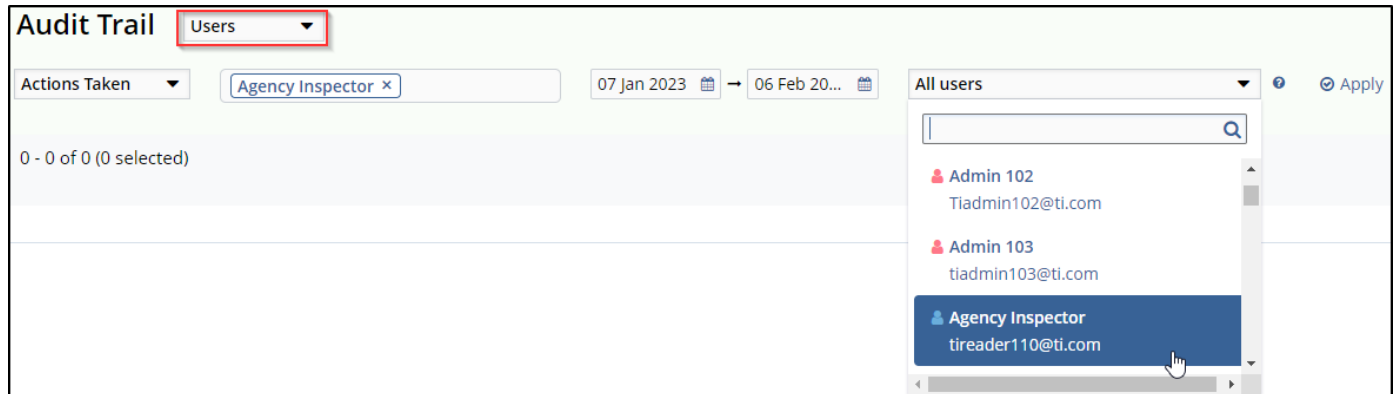 Audit Trail Users
Actions Taken Agency Inspector × 07 Jan 2023 → 06 Feb 20... All users Apply
0 - 0 of 0 (0 selected)
Admin 102
Tiadmin102@ti.com
Admin 103
tiadmin103@ti.com
Agency Inspector
tireader110@ti.com